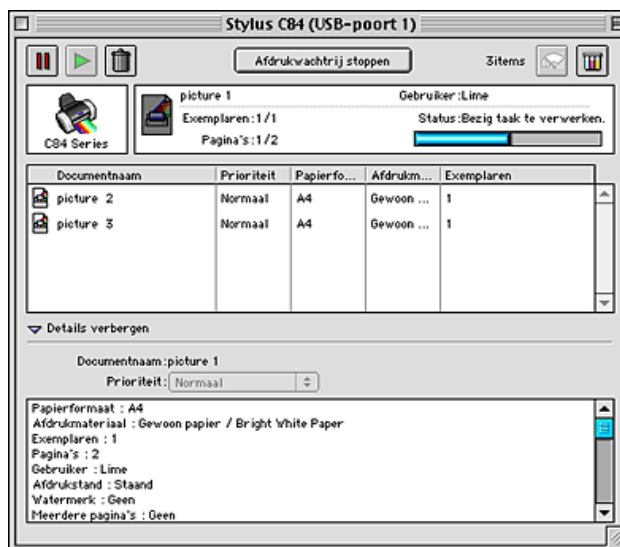 Stylus C84 (USB-poort 1)
Afdrukwachtrij stoppen
3items
C84 Series
picture 1
Gebruiker :Lime
Exemplaren:1/1
Status:Bezig taak te verwerken.
Pagina's:1/2
Documentnaam Prioriteit Papierfo... Afdrukm... Exemplaren
picture 2 Normaal A4 Gewoon ... 1
picture 3 Normaal A4 Gewoon ... 1
Details verbergen
Documentnaam:picture 1
Prioriteit: Normaal
Papierformaat : A4
Afdrukmateriaal : Gewoon papier / Bright White Paper
Exemplaren : 1
Pagina's : 2
Gebruiker : Lime
Afdrukstand : Staand
Watermerk : Geen
Meerdere pagina's : Geen